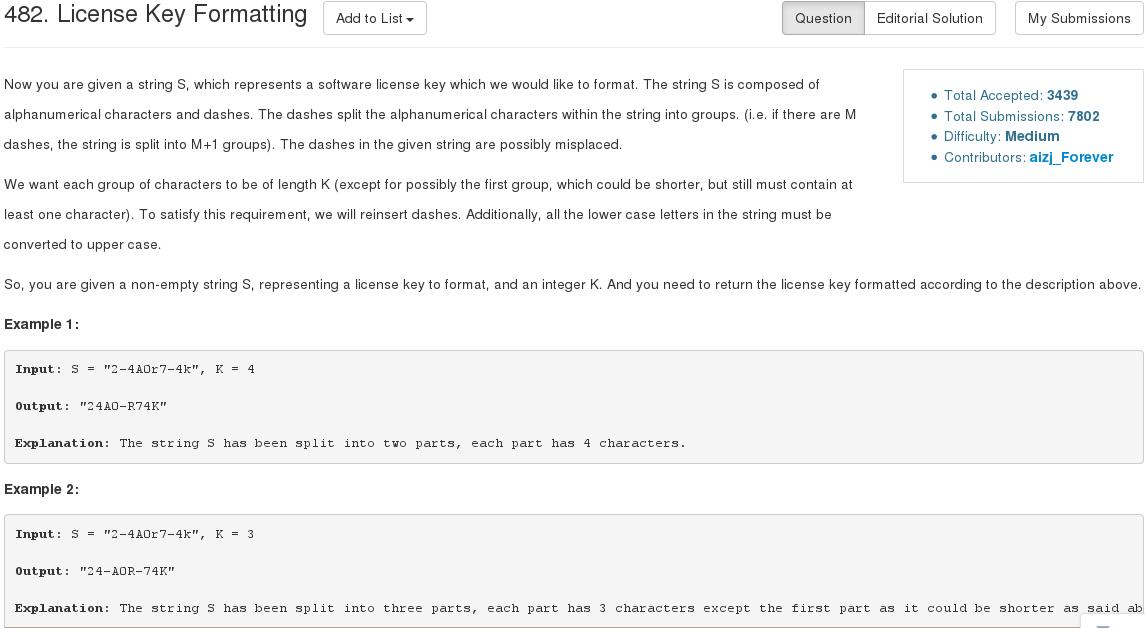 482. License Key Formatting
Add to List
Question
Editorial Solution
My Submissions
Now you are given a string S, which represents a software license key which we would like to format. The string S is composed of
alphanumerical characters and dashes. The dashes split the alphanumerical characters within the string into groups. (i.e. if there are M
dashes, the string is split into M+1 groups). The dashes in the given string are possibly misplaced.
• Total Accepted: 3439
• Total Submissions: 7802
• Difficulty: Medium
• Contributors: aizj_Forever
We want each group of characters to be of length K (except for possibly the first group, which could be shorter, but still must contain at
least one character). To satisfy this requirement, we will reinsert dashes. Additionally, all the lower case letters in the string must be
converted to upper case.
So, you are given a non-empty string S, representing a license key to format, and an integer K. And you need to return the license key formatted according to the description above.
Example 1:
Input: S = "2-4A0r7-4k", K = 4
Output: "24A0-R74K"
Explanation: The string S has been split into two parts, each part has 4 characters.
Example 2:
Input: S = "2-4A0r7-4k", K = 3
Output: "24-A0R-74K"
Explanation: The string S has been split into three parts, each part has 3 characters except the first part as it could be shorter as said ab